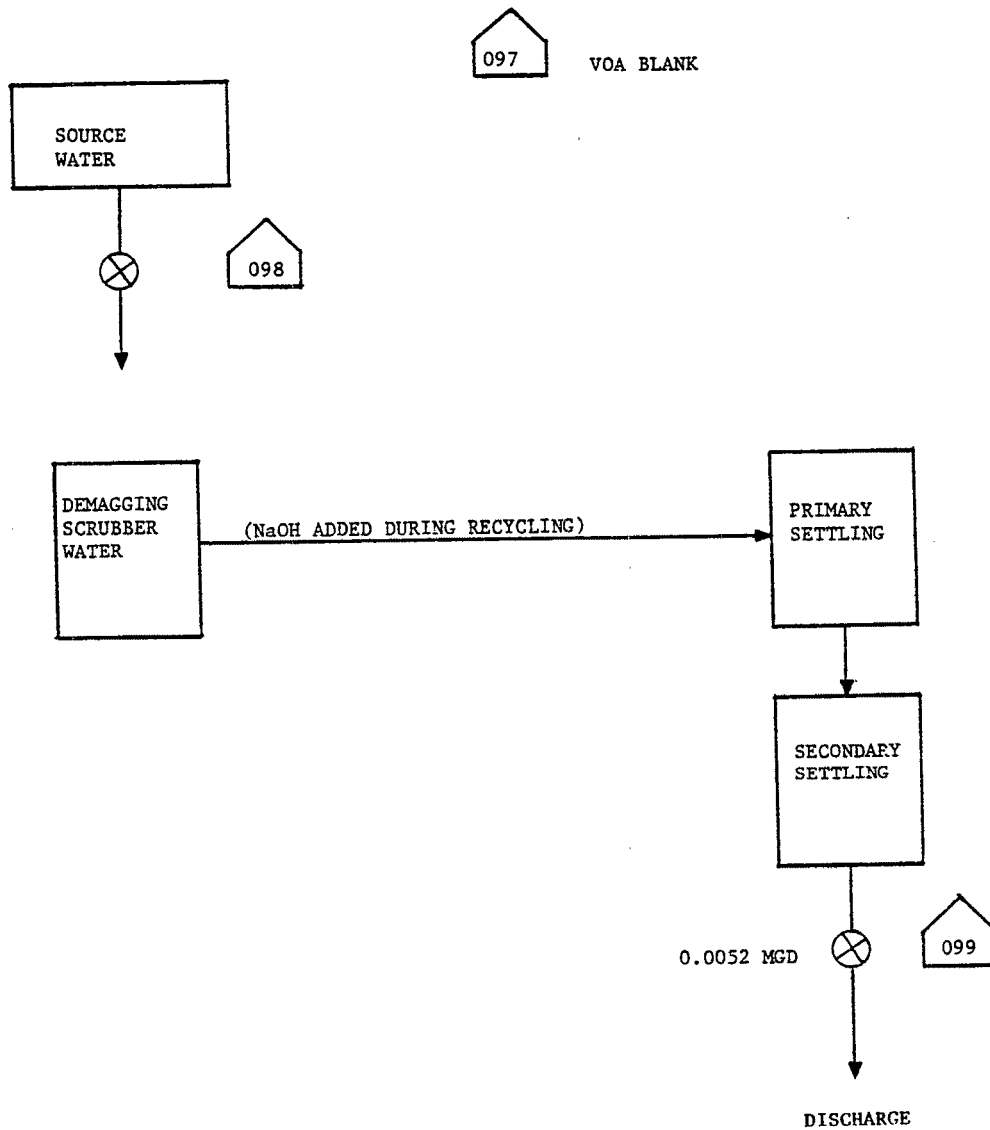 097
VOA BLANK
SOURCE
WATER
098
DEMAGGING
SCRUBBER
WATER
(NaOH ADDED DURING RECYCLING)
PRIMARY
SETTLING
SECONDARY
SETTLING
0.0052 MGD
099
DISCHARGE